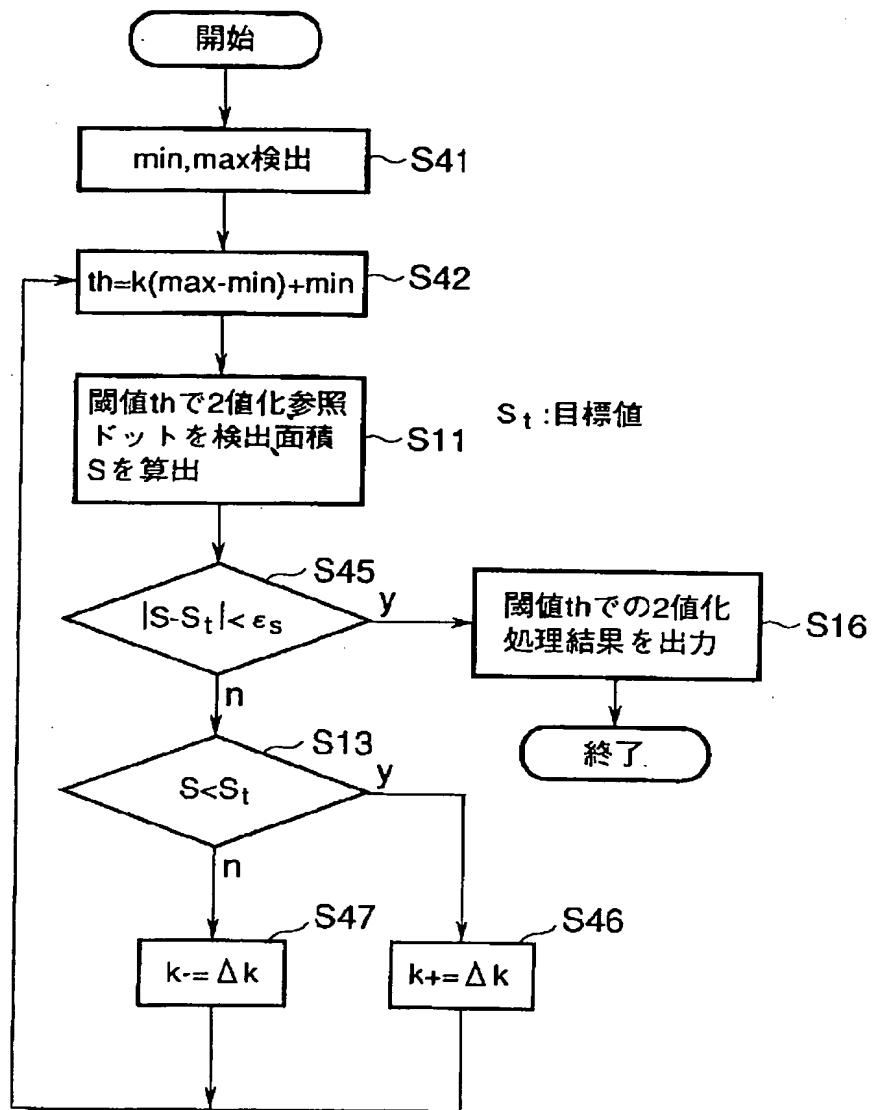 開始
min,max検出
S41
th=k(max-min)+min
S42
閾値thで2値化、参照
ドットを検出、面積
Sを算出
S11
St:目標値
S45
|S-St|<εs
y
n
閾値thでの2値化
処理結果を出力
S16
終了
S13
S<St
y
n
S47
k-=Δk
S46
k+=Δk